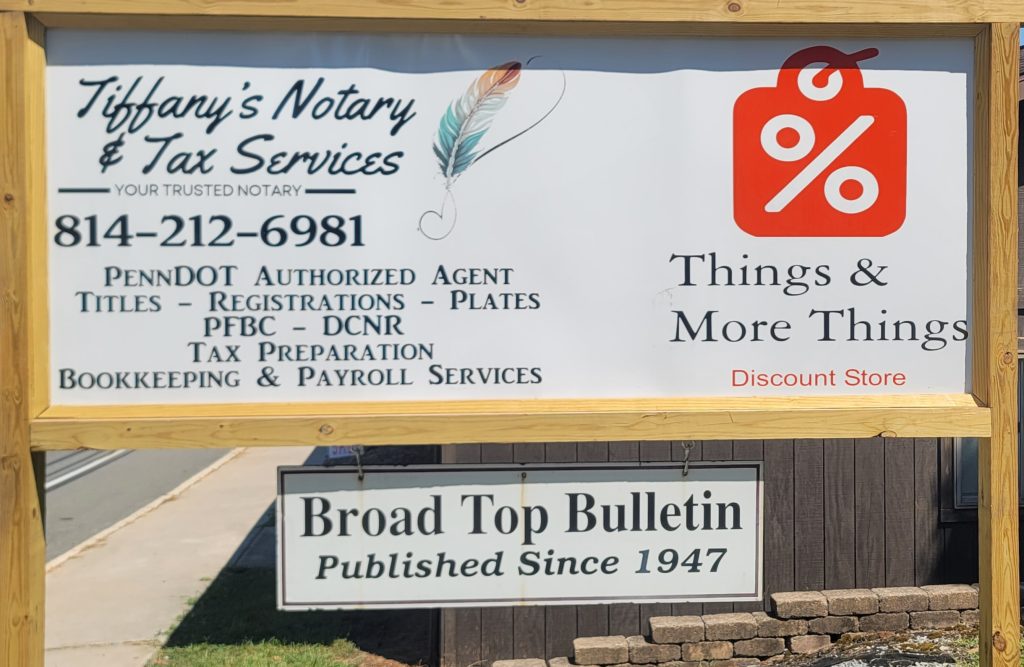 Tiffany's Notary
& Tax Services
YOUR TRUSTED NOTARY
814-212-6981
PENNDOT AUTHORIZED AGENT
TITLES - REGISTRATIONS - PLATES
PFBC - DCNR
TAX PREPARATION
BOOKKEEPING & PAYROLL SERVICES
%
Things &
More Things
Discount Store
Broad Top Bulletin
Published Since 1947